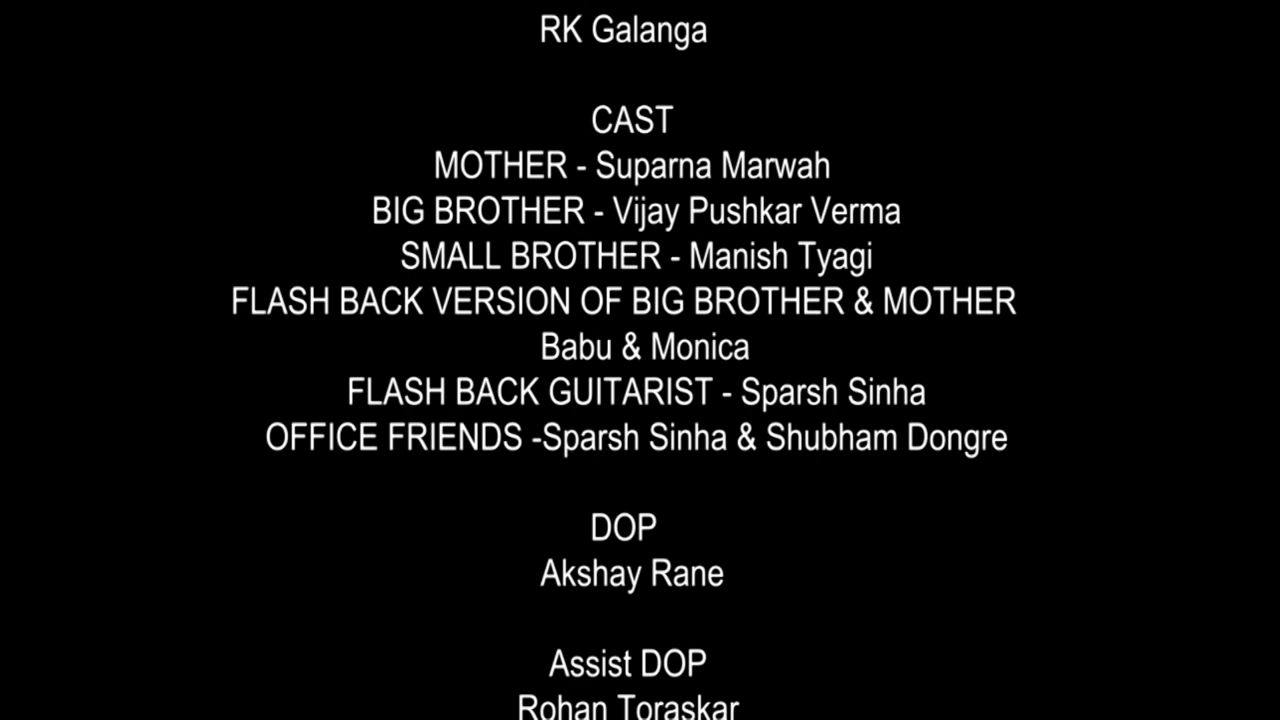 RK Galanga
CAST
MOTHER - Suparna Marwah
BIG BROTHER - Vijay Pushkar Verma
SMALL BROTHER - Manish Tyagi
FLASH BACK VERSION OF BIG BROTHER & MOTHER
Babu & Monica
FLASH BACK GUITARIST - Sparsh Sinha
OFFICE FRIENDS -Sparsh Sinha & Shubham Dongre
DOP
Akshay Rane
Assist DOP
Rohan Toraskar